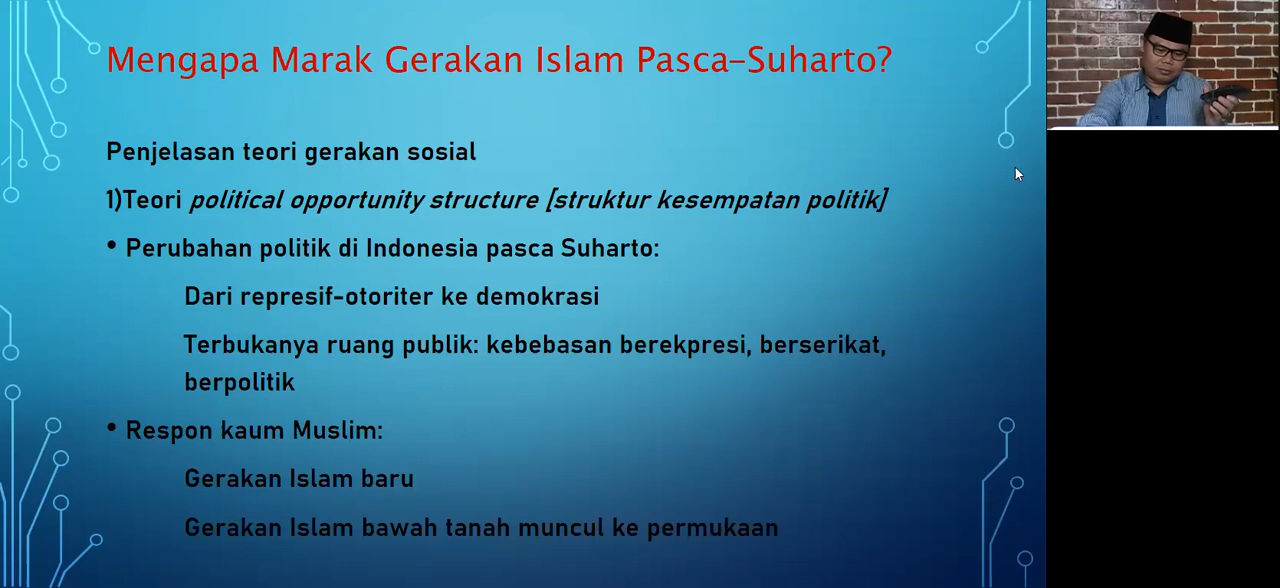 Mengapa Marak Gerakan Islam Pasca-Suharto?
Penjelasan teori gerakan sosial
1)Teori political opportunity structure [struktur kesempatan politik]
• Perubahan politik di Indonesia pasca Suharto:
Dari represif-otoriter ke demokrasi
Terbukanya ruang publik: kebebasan berekpresi, berserikat,
berpolitik
• Respon kaum Muslim:
Gerakan Islam baru
Gerakan Islam bawah tanah muncul ke permukaan